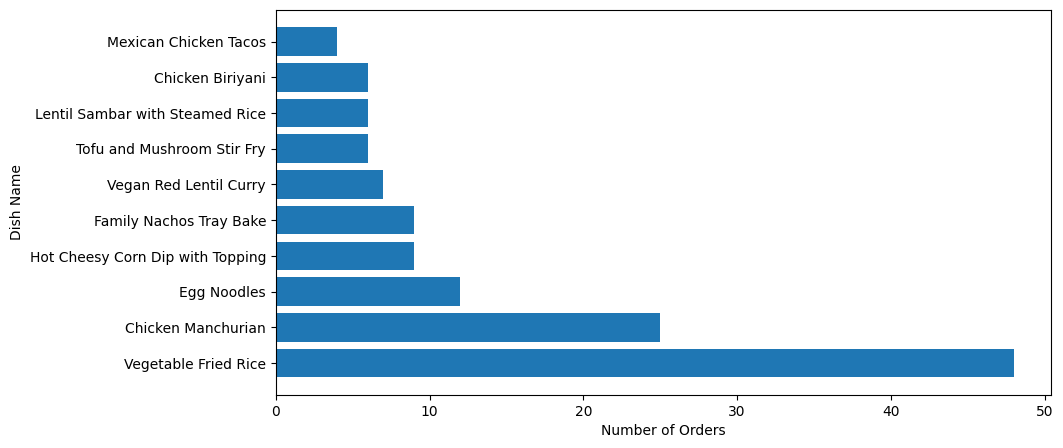 Mexican Chicken Tacos
Chicken Biriyani
Lentil Sambar with Steamed Rice
Tofu and Mushroom Stir Fry
Vegan Red Lentil Curry
Family Nachos Tray Bake
Hot Cheesy Corn Dip with Topping
Egg Noodles
Chicken Manchurian
Vegetable Fried Rice
Dish Name
0 10 20 30 40 50
Number of Orders